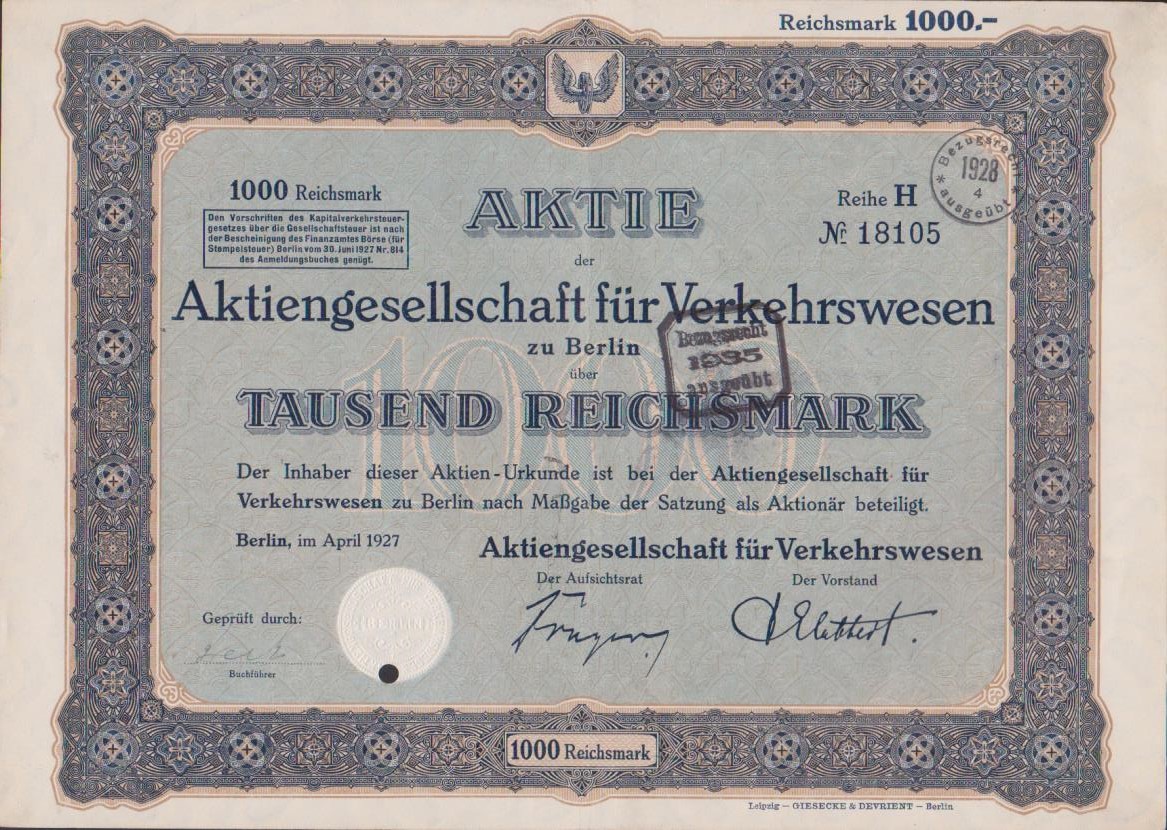 Reichsmark 1000.-
1000 Reichsmark
Den Vorschriften des Kapitalverkehrsteuer-
gesetzes über die Gesellschaftsteuer ist nach
der Bescheinigung des Finanzamtes Börse (für
Stempelsteuer) Berlin vom 30. Juni 1927 Nr. 814
des Anmeldungsbuches genügt.
AKTIE
Reihe H
№ 18105
Bezugsrecht
1928
4
ausgeübt
der
Aktiengesellschaft für Verkehrswesen
zu Berlin
über
Bezugsrecht
1935
ausgeübt
TAUSEND REICHSMARK
1000
Der Inhaber dieser Aktien-Urkunde ist bei der Aktiengesellschaft für
Verkehrswesen zu Berlin nach Maßgabe der Satzung als Aktionär beteiligt.
Berlin, im April 1927
Aktiengesellschaft für Verkehrswesen
Der Aufsichtsrat
Der Vorstand
Geprüft durch:
BERLIN
Buchführer
1000 Reichsmark
Leipzig — GIESECKE & DEVRIENT — Berlin